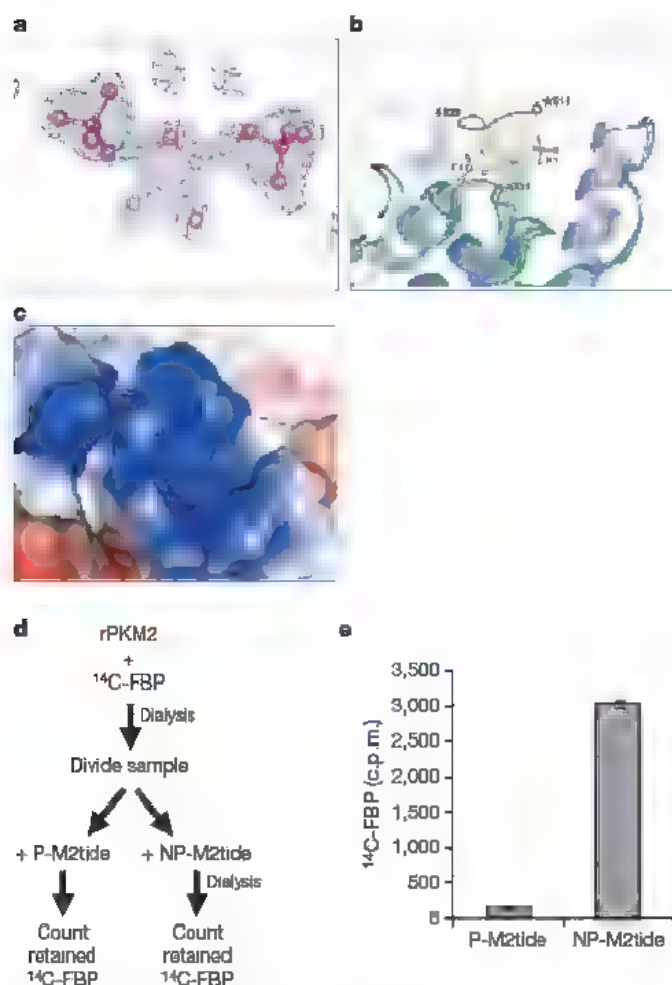 a
b
c
d
rPKM2
+
¹⁴C-FBP
Dialysis
Divide sample
+ P-M2tide
+ NP-M2tide
Dialysis
Count
retained
¹⁴C-FBP
Count
retained
¹⁴C-FBP
e
¹⁴C-FBP (c.p.m.)
3,500
3,000
2,500
2,000
1,500
1,000
500
0
P-M2tide
NP-M2tide